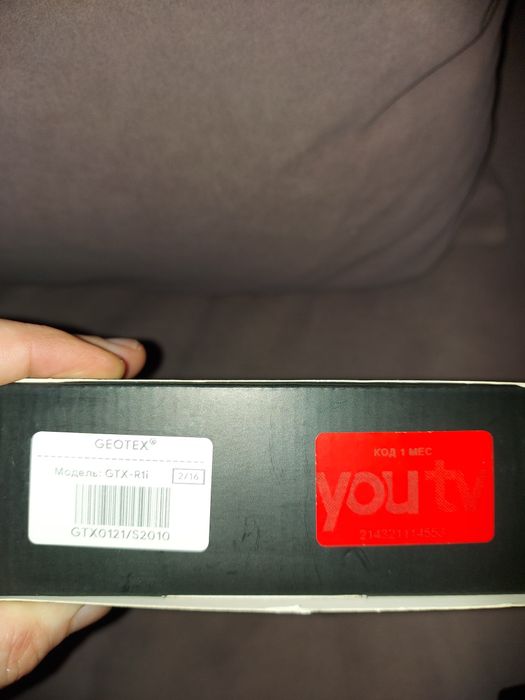 GEOTEX®
Модель: GTX-R1i 2/16
GTX0121/S2010
КОД 1 МЕС
youtv